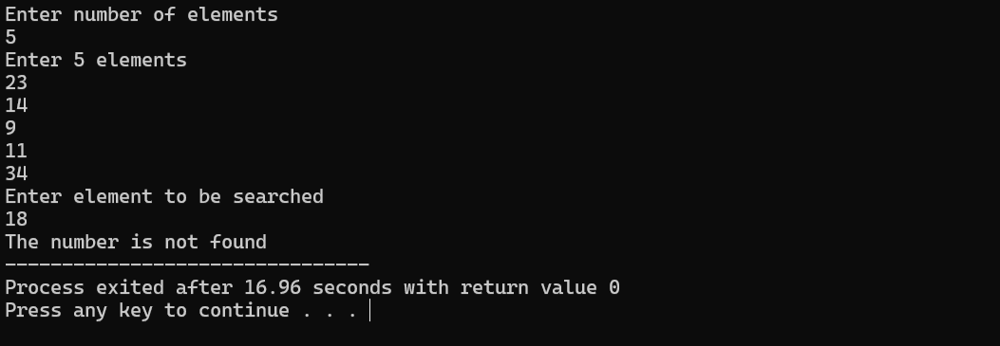 Enter number of elements
5
Enter 5 elements
23
14
9
11
34
Enter element to be searched
18
The number is not found
--------------------------------
Process exited after 16.96 seconds with return value 0
Press any key to continue . . .